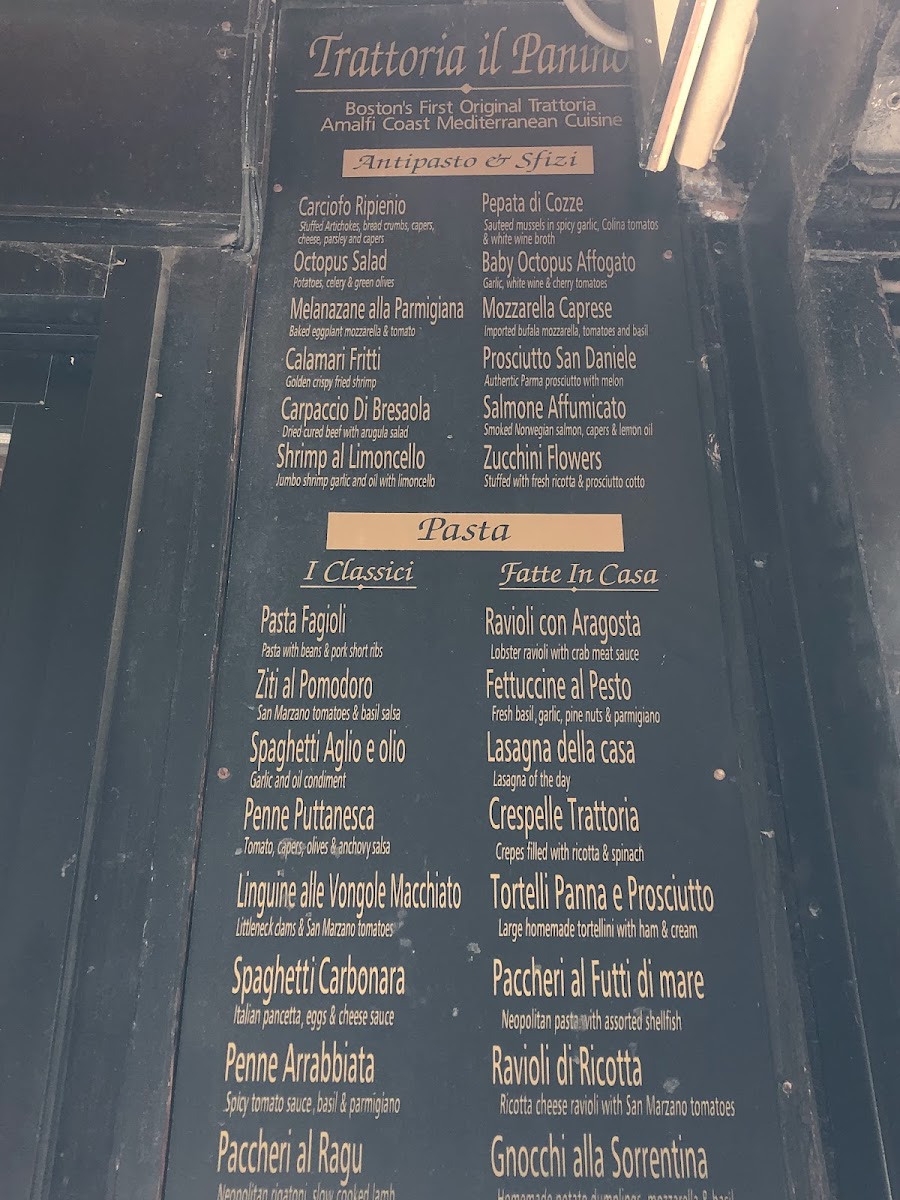 Trattoria il Panino
Boston's First Original Trattoria
Amalfi Coast Mediterranean Cuisine
Antipasto & Sfizi
Carciofo Ripienio
Stuffed Artichokes, bread crumbs, capers,
cheese, parsley and capers
Octopus Salad
Potatoes, celery & green olives
Melanazane alla Parmigiana
Baked eggplant mozzarella & tomato
Calamari Fritti
Golden crispy fried shrimp
Carpaccio Di Bresaola
Dried cured beef with arugula salad
Shrimp al Limoncello
Jumbo shrimp garlic and oil with limoncello
Pepata di Cozze
Sauteed mussels in spicy garlic, Colina tomatos
& white wine broth
Baby Octopus Affogato
Garlic, white wine & cherry tomatoes
Mozzarella Caprese
Imported bufala mozzarella, tomatoes and basil
Prosciutto San Daniele
Authentic Parma prosciutto with melon
Salmone Affumicato
Smoked Norwegian salmon, capers & lemon oil
Zucchini Flowers
Stuffed with fresh ricotta & prosciutto cotto
Pasta
I Classici
Pasta Fagioli
Pasta with beans & pork short ribs
Ziti al Pomodoro
San Marzano tomatoes & basil salsa
Spaghetti Aglio e olio
Garlic and oil condiment
Penne Puttanesca
Tomato, capers, olives & anchovy salsa
Linguine alle Vongole Macchiato
Littleneck clams & San Marzano tomatoes
Spaghetti Carbonara
Italian pancetta, eggs & cheese sauce
Penne Arrabbiata
Spicy tomato sauce, basil & parmigiano
Paccheri al Ragu
Neopolitan rigatoni, slow cooked lamb
Fatte In Casa
Ravioli con Aragosta
Lobster ravioli with crab meat sauce
Fettuccine al Pesto
Fresh basil, garlic, pine nuts & parmigiano
Lasagna della casa
Lasagna of the day
Crespelle Trattoria
Crepes filled with ricotta & spinach
Tortelli Panna e Prosciutto
Large homemade tortellini with ham & cream
Paccheri al Futti di mare
Neopolitan pasta with assorted shellfish
Ravioli di Ricotta
Ricotta cheese ravioli with San Marzano tomatoes
Gnocchi alla Sorrentina
Homemade potato dumplings, mozzarella & basil